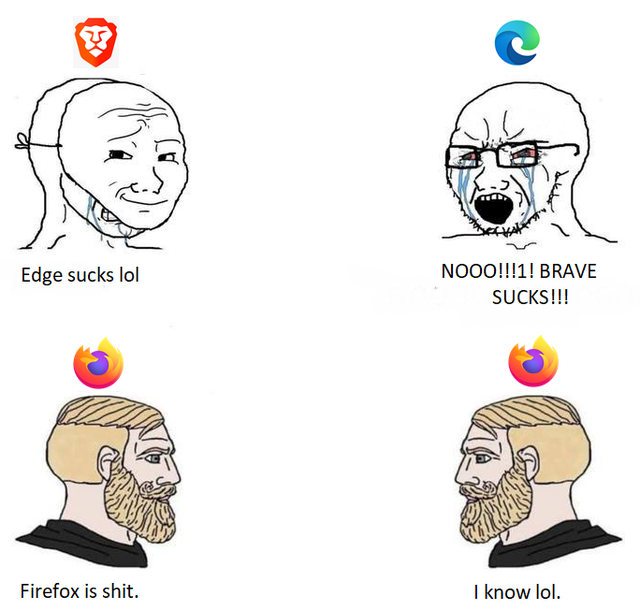 Edge sucks lol
NOOO!!!1! BRAVE
SUCKS!!!
Firefox is shit.
I know lol.